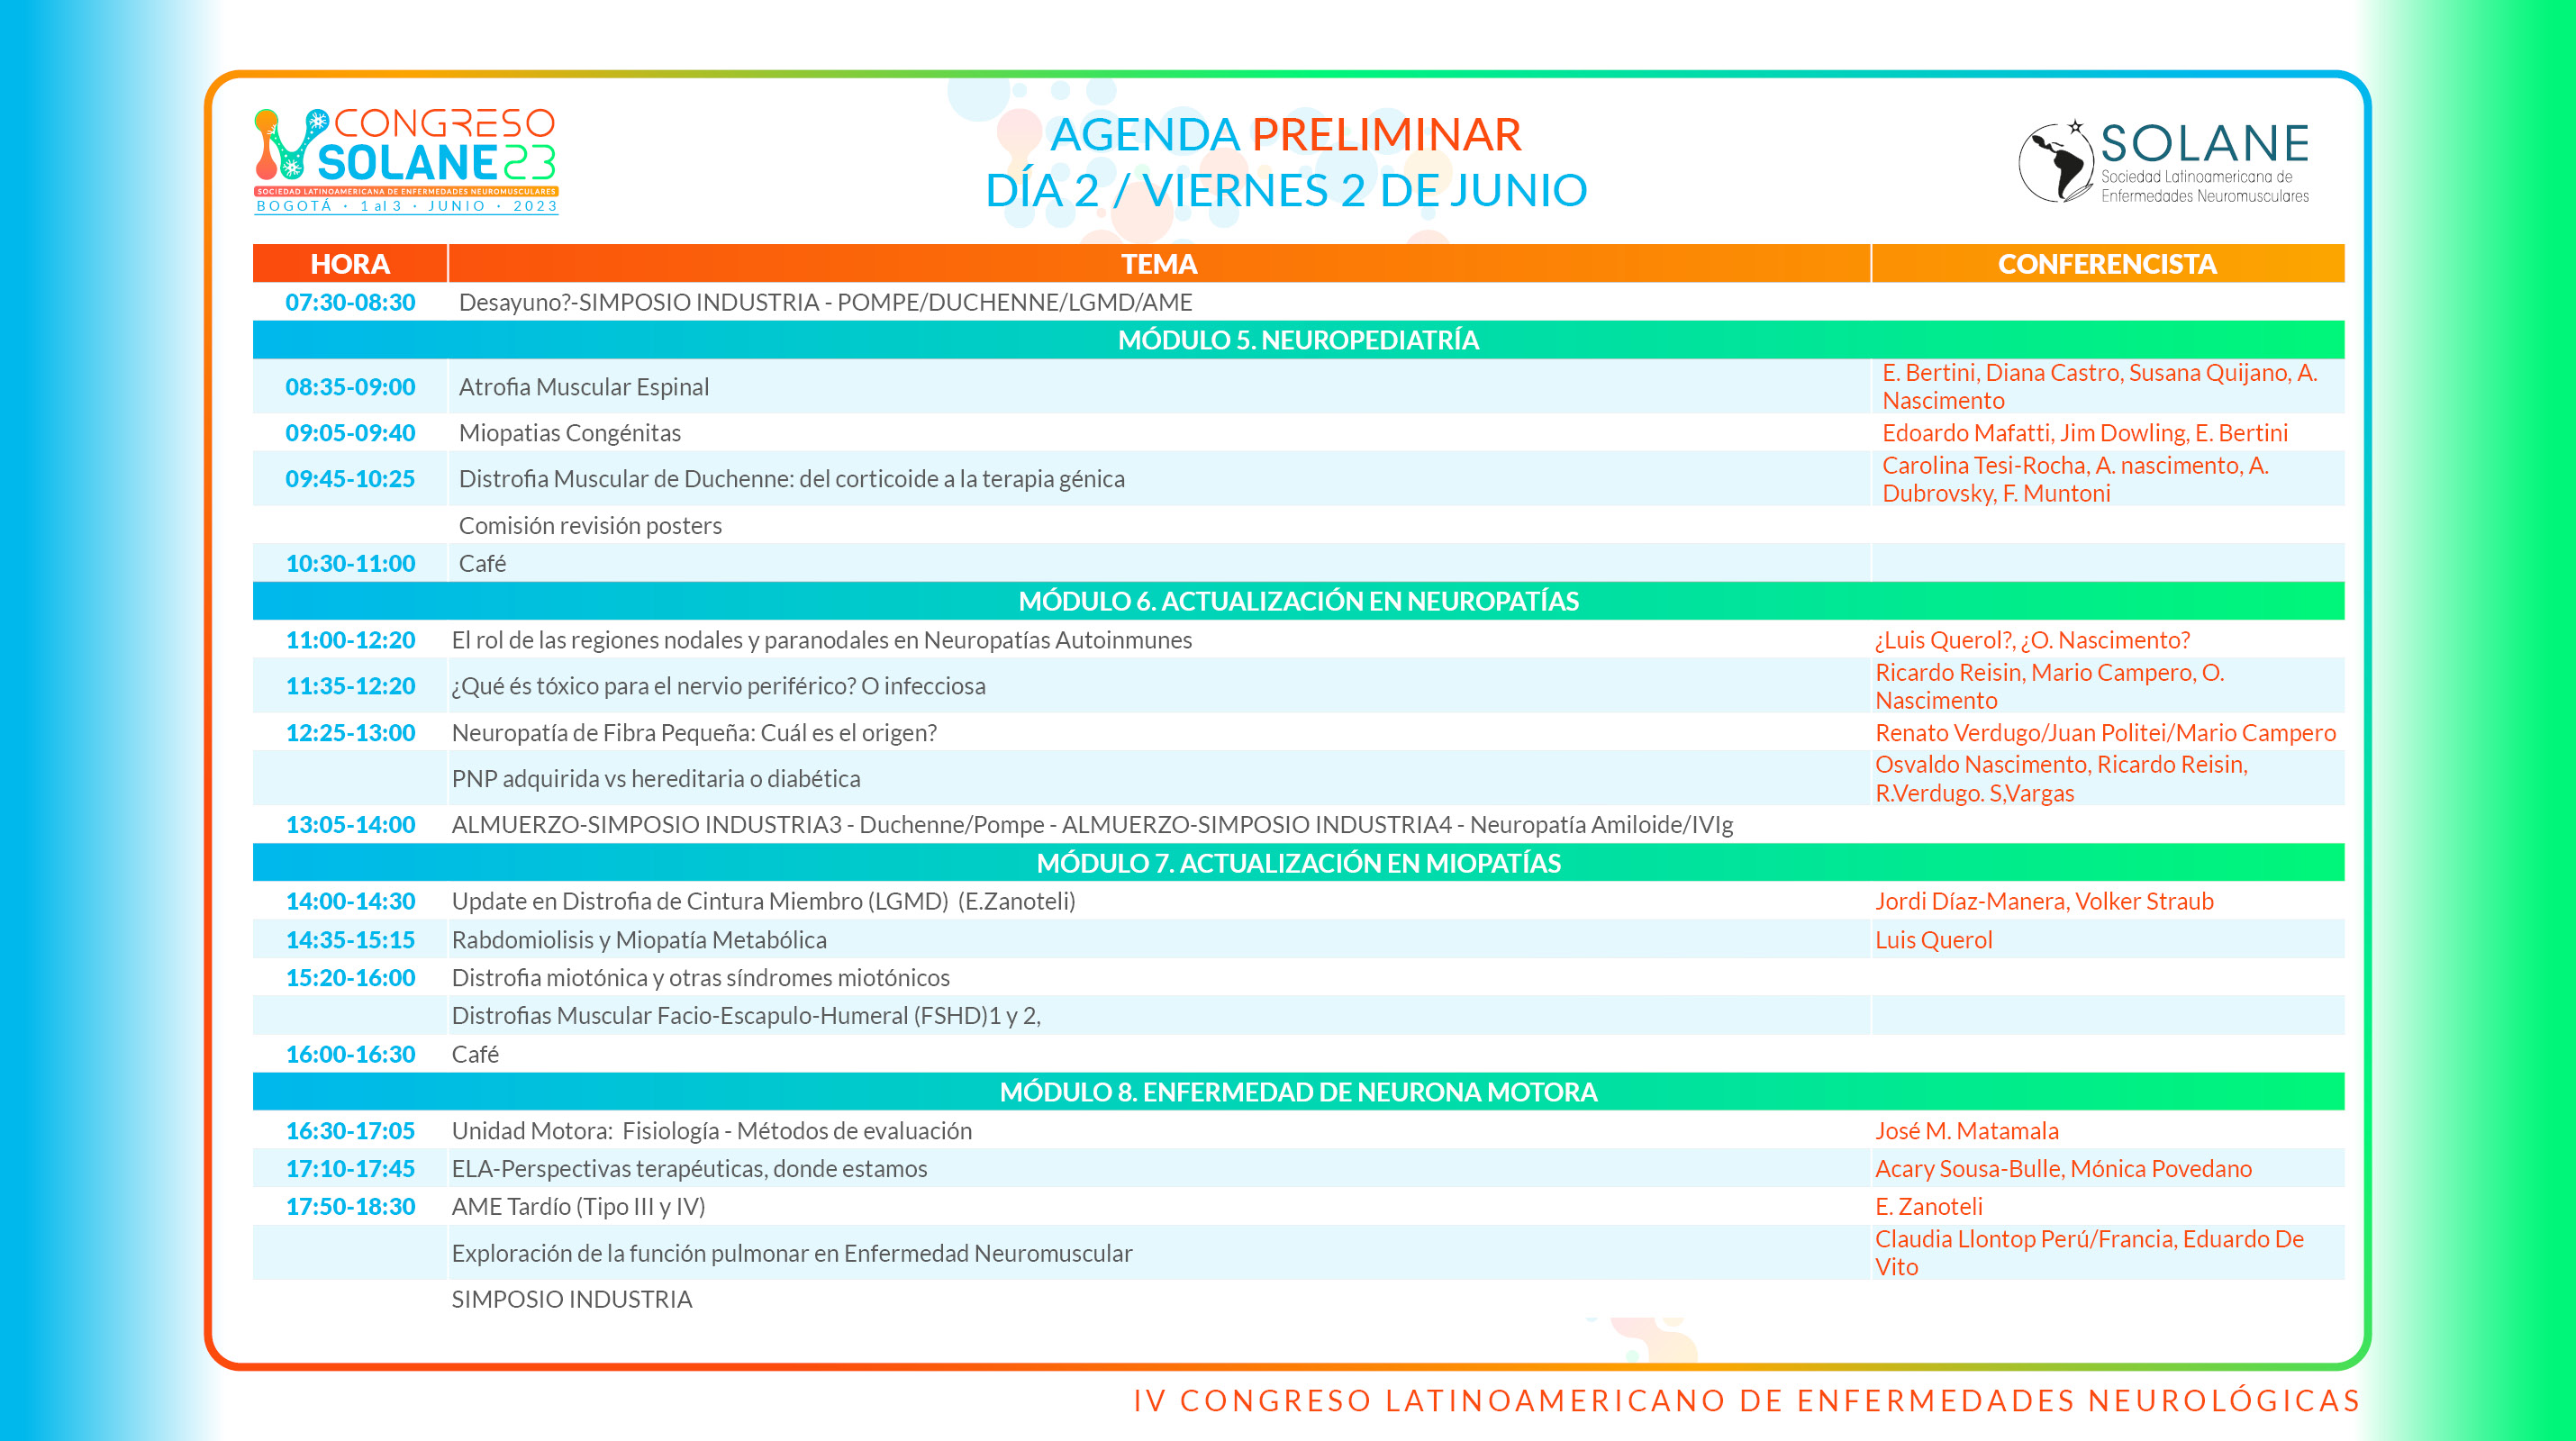 CONGRESO
SOLANE23
SOCIEDAD LATINOAMERICANA DE ENFERMEDADES NEUROMUSCULARES
BOGOTÁ · 1 al 3 · JUNIO · 2023
AGENDA PRELIMINAR
DÍA 2 / VIERNES 2 DE JUNIO
SOLANE
Sociedad Latinoamericana de
Enfermedades Neuromusculares
HORA TEMA CONFERENCISTA
07:30-08:30 Desayuno?-SIMPOSIO INDUSTRIA - POMPE/DUCHENNE/LGMD/AME
MÓDULO 5. NEUROPEDIATRÍA
08:35-09:00 Atrofia Muscular Espinal E. Bertini, Diana Castro, Susana Quijano, A.
Nascimento
09:05-09:40 Miopatias Congénitas Edoardo Mafatti, Jim Dowling, E. Bertini
09:45-10:25 Distrofia Muscular de Duchenne: del corticoide a la terapia génica Carolina Tesi-Rocha, A. nascimento, A.
Dubrovsky, F. Muntoni
Comisión revisión posters
10:30-11:00 Café
MÓDULO 6. ACTUALIZACIÓN EN NEUROPATÍAS
11:00-12:20 El rol de las regiones nodales y paranodales en Neuropatías Autoinmunes ¿Luis Querol?, ¿O. Nascimento?
11:35-12:20 ¿Qué és tóxico para el nervio periférico? O infecciosa Ricardo Reisin, Mario Campero, O.
Nascimento
12:25-13:00 Neuropatía de Fibra Pequeña: Cuál es el origen? Renato Verdugo/Juan Politei/Mario Campero
PNP adquirida vs hereditaria o diabética Osvaldo Nascimento, Ricardo Reisin,
R.Verdugo. S,Vargas
13:05-14:00 ALMUERZO-SIMPOSIO INDUSTRIA3 - Duchenne/Pompe - ALMUERZO-SIMPOSIO INDUSTRIA4 - Neuropatía Amiloide/IVIg
MÓDULO 7. ACTUALIZACIÓN EN MIOPATÍAS
14:00-14:30 Update en Distrofia de Cintura Miembro (LGMD) (E.Zanoteli) Jordi Díaz-Manera, Volker Straub
14:35-15:15 Rabdomiolisis y Miopatía Metabólica Luis Querol
15:20-16:00 Distrofia miotónica y otras síndromes miotónicos
Distrofias Muscular Facio-Escapulo-Humeral (FSHD)1 y 2,
16:00-16:30 Café
MÓDULO 8. ENFERMEDAD DE NEURONA MOTORA
16:30-17:05 Unidad Motora: Fisiología - Métodos de evaluación José M. Matamala
17:10-17:45 ELA-Perspectivas terapéuticas, donde estamos Acary Sousa-Bulle, Mónica Povedano
17:50-18:30 AME Tardío (Tipo III y IV) E. Zanoteli
Exploración de la función pulmonar en Enfermedad Neuromuscular Claudia Llontop Perú/Francia, Eduardo De
Vito
SIMPOSIO INDUSTRIA
IV CONGRESO LATINOAMERICANO DE ENFERMEDADES NEUROLÓGICAS